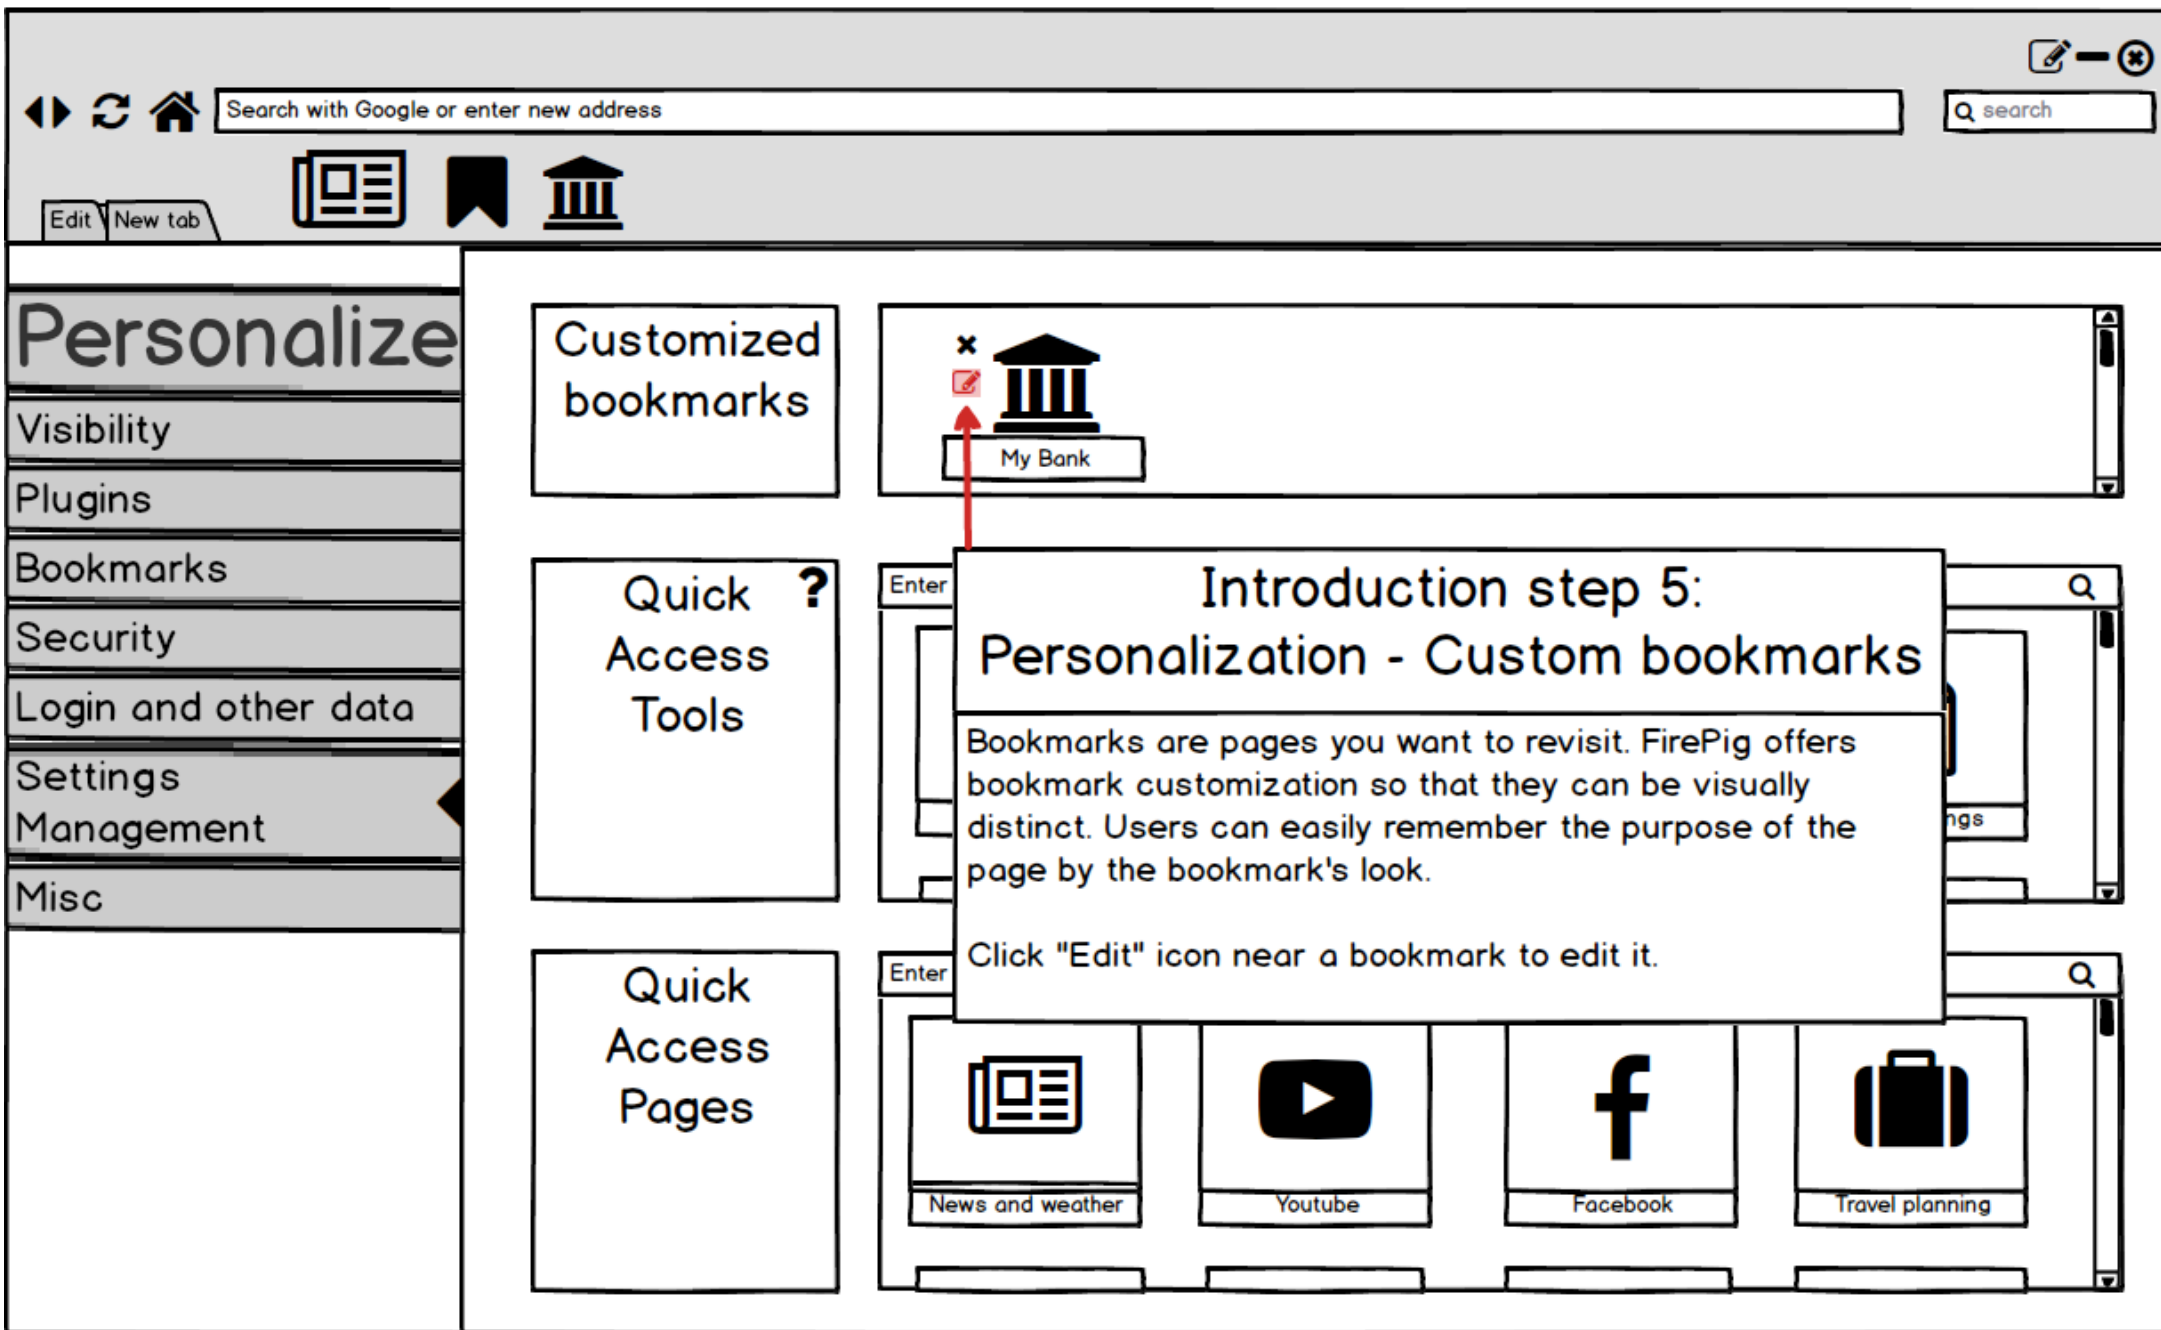 Search with Google or enter new address
search
Edit
New tab
Personalize
Visibility
Plugins
Bookmarks
Security
Login and other data
Settings
Management
Misc
Customized
bookmarks
My Bank
Quick ?
Access
Tools
Enter
Introduction step 5:
Personalization - Custom bookmarks
Bookmarks are pages you want to revisit. FirePig offers
bookmark customization so that they can be visually
distinct. Users can easily remember the purpose of the
page by the bookmark's look.
Click "Edit" icon near a bookmark to edit it.
ngs
Quick
Access
Pages
Enter
News and weather
Youtube
Facebook
Travel planning